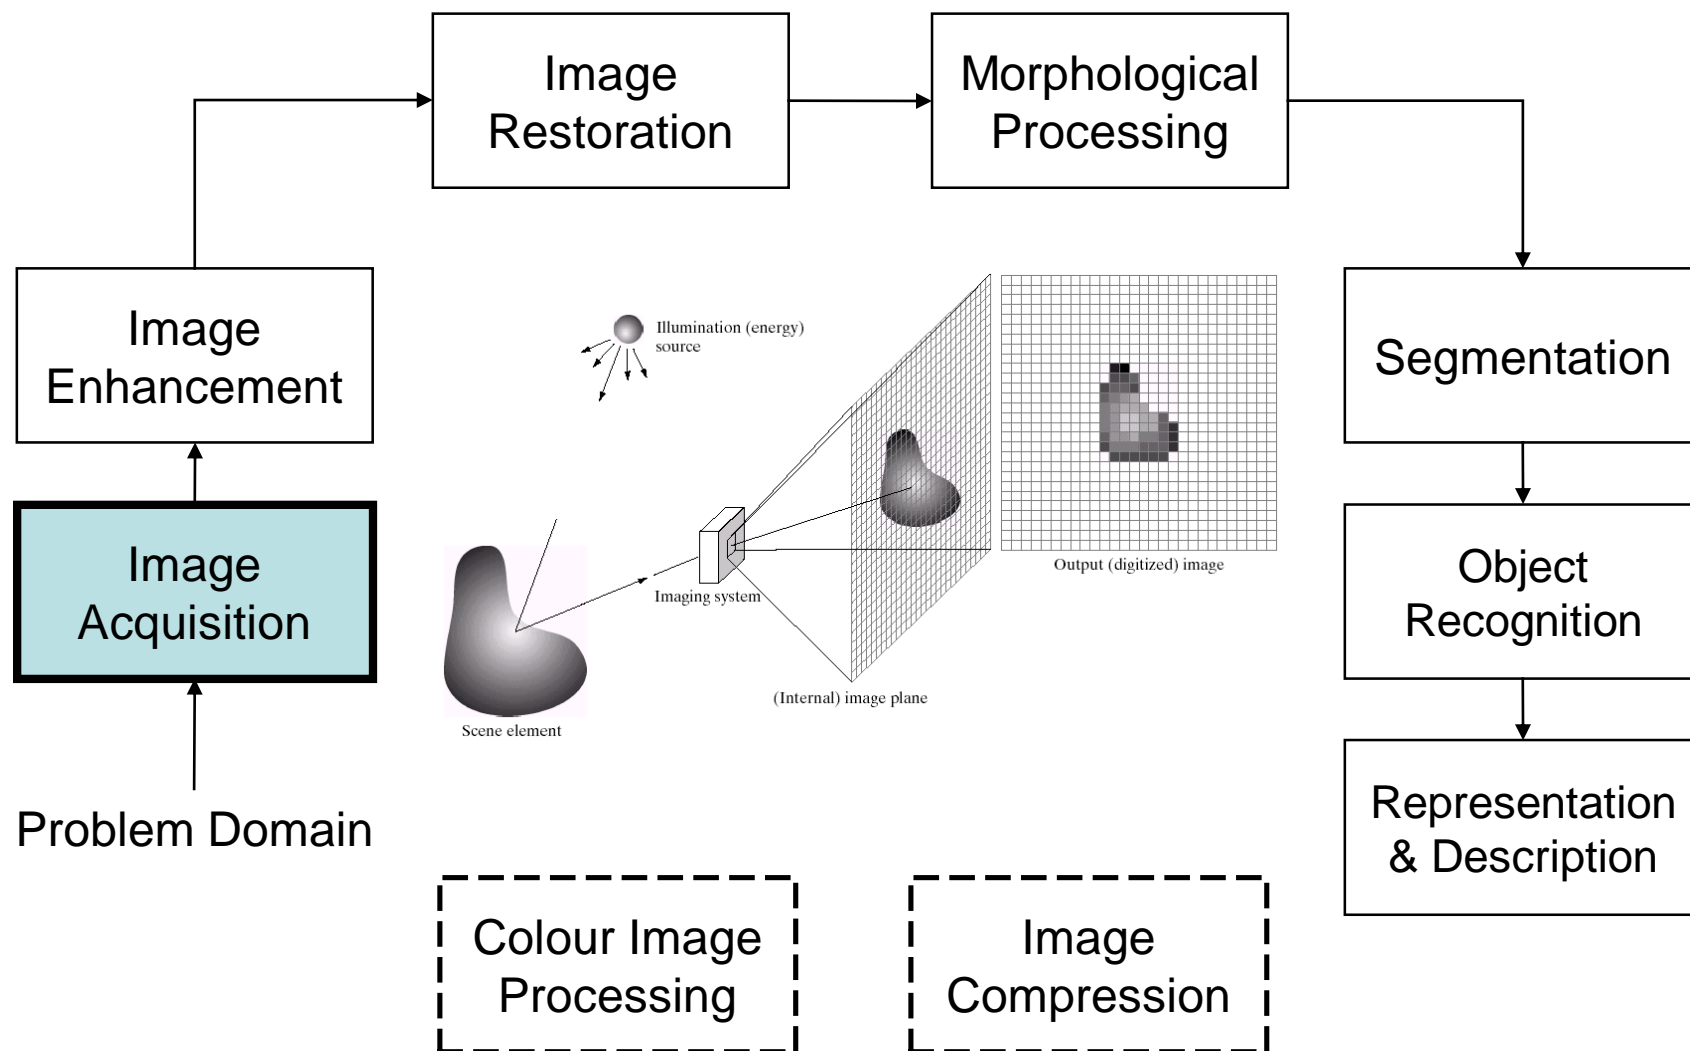 Image
Restoration
Morphological
Processing
Image
Enhancement
Illumination (energy)
source
Segmentation
Image
Acquisition
Imaging system
Output (digitized) image
Object
Recognition
(Internal) image plane
Scene element
Problem Domain
Representation
& Description
Colour Image
Processing
Image
Compression